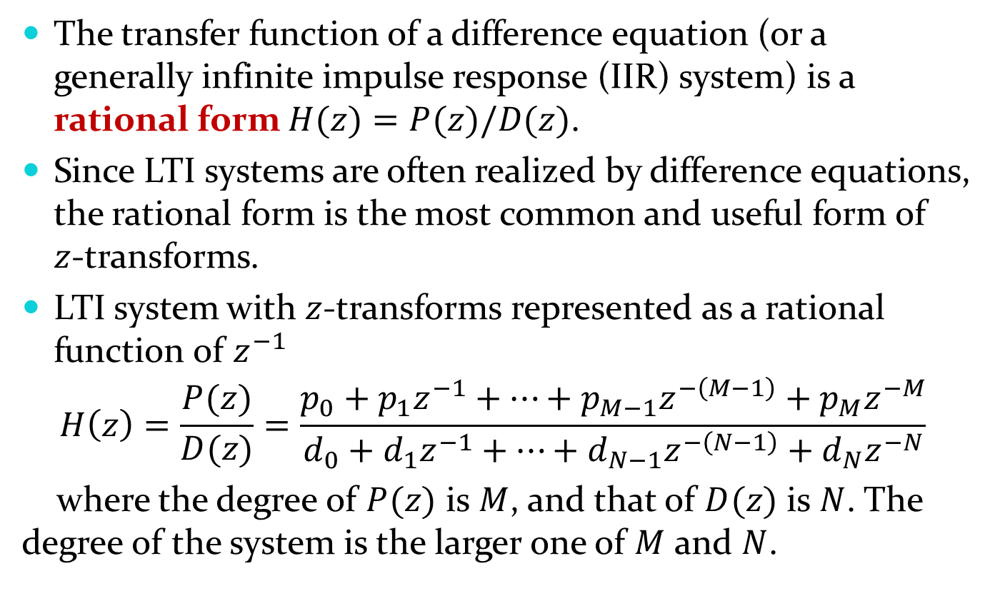 • The transfer function of a difference equation (or a
generally infinite impulse response (IIR) system) is a
rational form H(z) = P(z)/D(z).
• Since LTI systems are often realized by difference equations,
the rational form is the most common and useful form of
z-transforms.
• LTI system with z-transforms represented as a rational
function of z⁻¹
H(z) = \frac{P(z)}{D(z)} = \frac{p_0 + p_1 z^{-1} + ⋯ + p_{M-1} z^{-(M-1)} + p_M z^{-M}}{d_0 + d_1 z^{-1} + ⋯ + d_{N-1} z^{-(N-1)} + d_N z^{-N}}
where the degree of P(z) is M, and that of D(z) is N. The
degree of the system is the larger one of M and N.